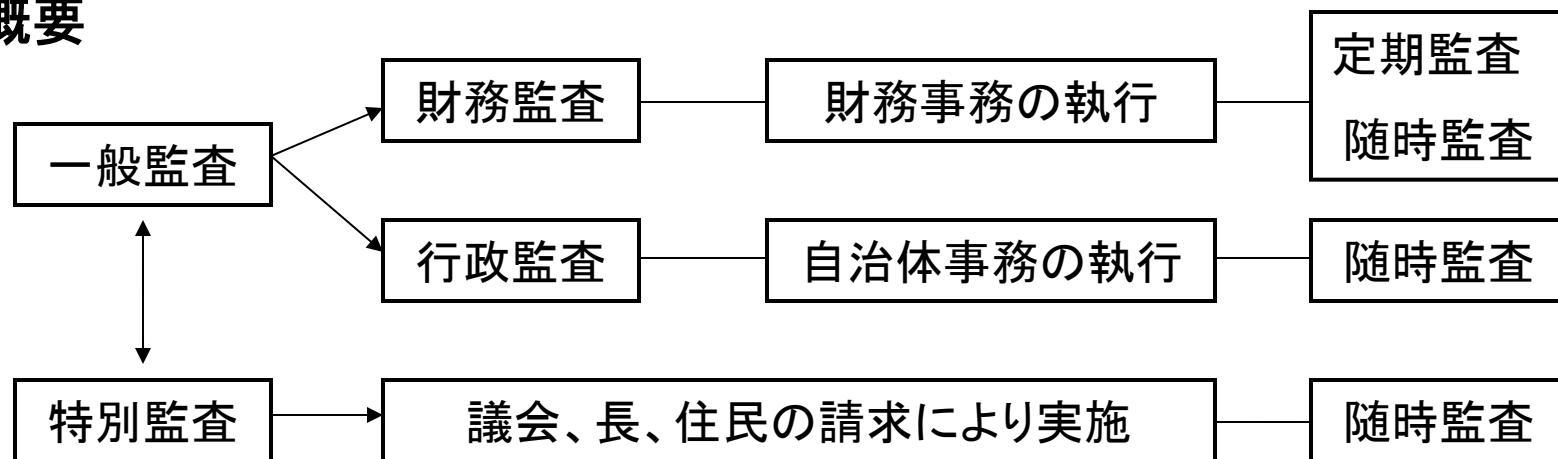 概要
財務監査
財務事務の執行
定期監査
随時監査
一般監査
行政監査
自治体事務の執行
随時監査
特別監査
議会、長、住民の請求により実施
随時監査